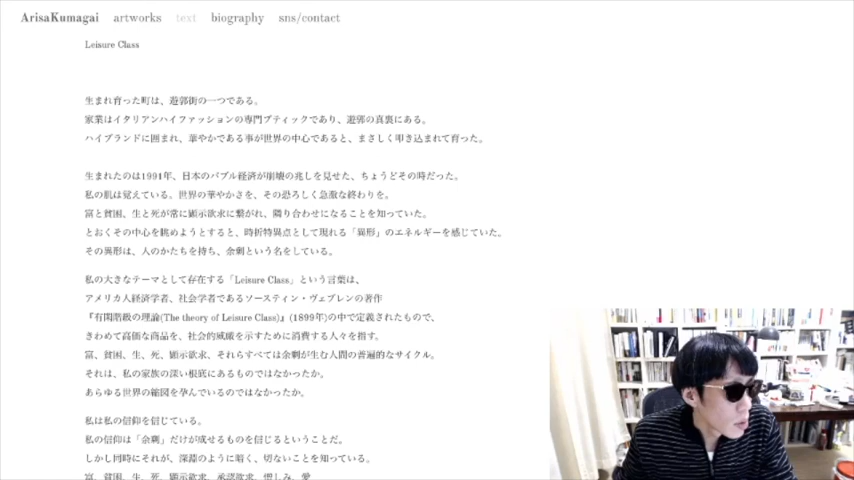 ArisaKumagai artworks text biography sns/contact
Leisure Class
生まれ育った町は、遊郭街の一つである。
家業はイタリアンハイファッションの専門ブティックであり、遊郭の真裏にある。
ハイブランドに囲まれ、華やかである事が世界の中心であると、まさしく叩き込まれて育った。
生まれたのは1991年、日本のバブル経済が崩壊の兆しを見せた、ちょうどその時だった。
私の肌は覚えている。世界の華やかさを、その恐ろしく急激な終わりを。
富と貧困、生と死が常に顕示欲求に繋がれ、隣り合わせになることを知っていた。
とおくその中心を眺めようとすると、時折特異点として現れる「異形」のエネルギーを感じていた。
その異形は、人のかたちを持ち、余剰という名をしている。
私の大きなテーマとして存在する「Leisure Class」という言葉は、
アメリカ人経済学者、社会学者であるソースティン・ヴェブレンの著作
『有閑階級の理論(The theory of Leisure Class)』(1899年)の中で定義されたもので、
きわめて高価な商品を、社会的威厳を示すために消費する人々を指す。
富、貧困、生、死、顕示欲求、それらすべては余剰が生む人間の普遍的なサイクル。
それは、私の家族の深い根底にあるものではなかったか。
あらゆる世界の縮図を孕んでいるのではなかったか。
私は私の信仰を信じている。
私の信仰は「余剰」だけが成せるものを信じるということだ。
しかし同時にそれが、深淵のように暗く、切ないことを知っている。
富、貧困、生、死、顕示欲求、承認欲求、憎しみ、愛